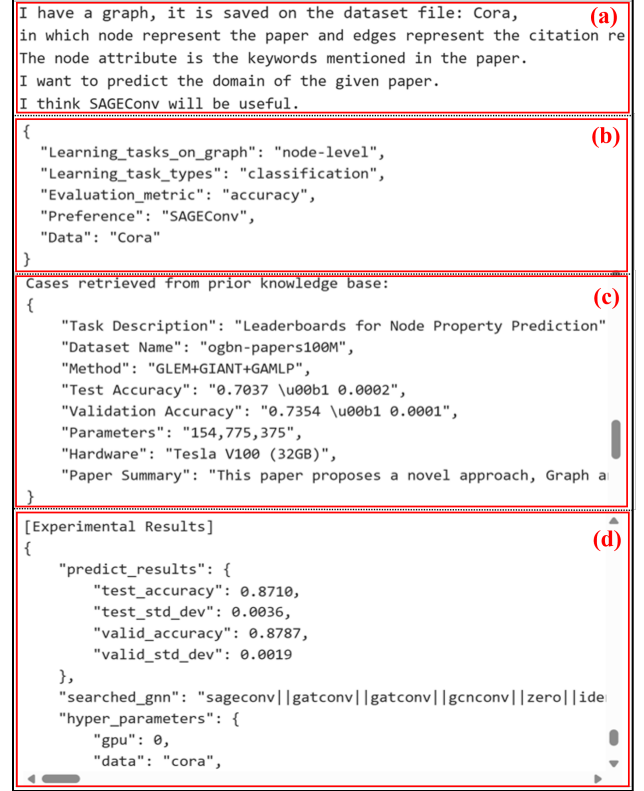 I have a graph, it is saved on the dataset file: Cora, (a)
in which node represent the paper and edges represent the citation re
The node attribute is the keywords mentioned in the paper.
I want to predict the domain of the given paper.
I think SAGEConv will be useful.
{ (b)
"Learning_tasks_on_graph": "node-level",
"Learning_task_types": "classification",
"Evaluation_metric": "accuracy",
"Preference": "SAGEConv",
"Data": "Cora"
}
Cases retrieved from prior knowledge base: (c)
{
"Task Description": "Leaderboards for Node Property Prediction"
"Dataset Name": "ogbn-papers100M",
"Method": "GLEM+GIANT+GAMLP",
"Test Accuracy": "0.7037 \u00b1 0.0002",
"Validation Accuracy": "0.7354 \u00b1 0.0001",
"Parameters": "154,775,375",
"Hardware": "Tesla V100 (32GB)",
"Paper Summary": "This paper proposes a novel approach, Graph a
}
[Experimental Results] (d)
{
"predict_results": {
"test_accuracy": 0.8710,
"test_std_dev": 0.0036,
"valid_accuracy": 0.8787,
"valid_std_dev": 0.0019
},
"searched_gnn": "sageconv||gatconv||gatconv||gcnconv||zero||ide
"hyper_parameters": {
"gpu": 0,
"data": "cora",